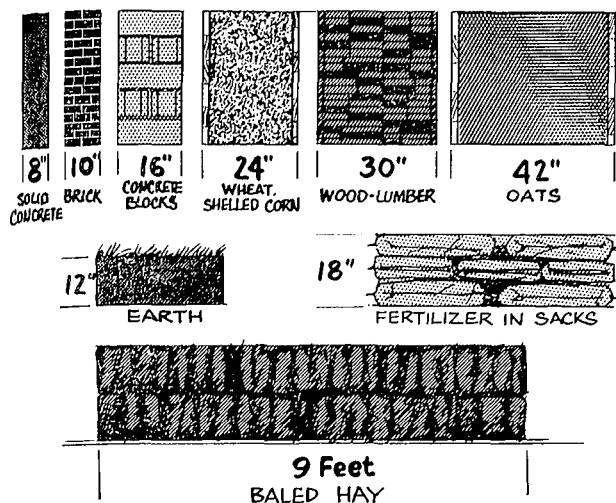 8" 10" 16" 24" 30" 42"
SOLID CONCRETE
BRICK
CONCRETE BLOCKS
WHEAT. SHELLED CORN
WOOD-LUMBER
OATS
12"
EARTH
18"
FERTILIZER IN SACKS
9 Feet
BALED HAY